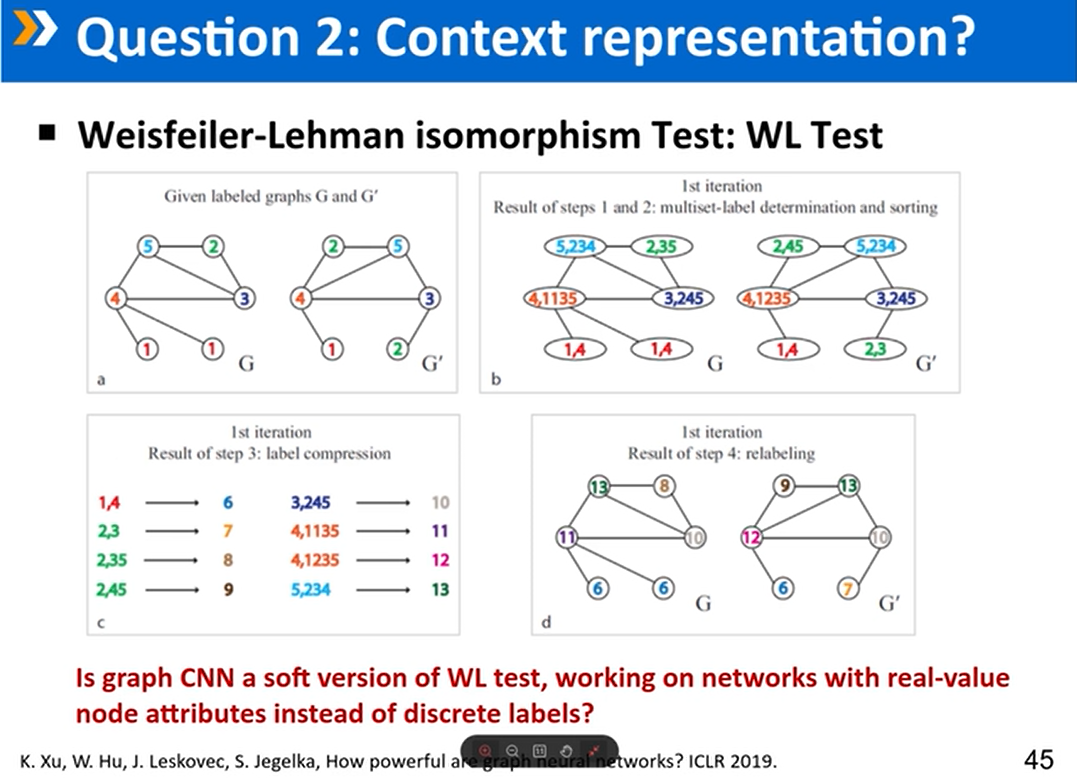 Question 2: Context representation?
■ Weisfeiler-Lehman isomorphism Test: WL Test
Given labeled graphs G and G′
5 2 2 5
4 3 4 3
1 1 G 1 2 G′
a
1st iteration
Result of steps 1 and 2: multiset-label determination and sorting
5,234 2,35 2,45 5,234
4,1135 3,245 4,1235 3,245
1,4 1,4 G 1,4 2,3 G′
b
1st iteration
Result of step 3: label compression
1,4 6 3,245 10
2,3 7 4,1135 11
2,35 8 4,1235 12
2,45 9 5,234 13
c
1st iteration
Result of step 4: relabeling
13 8 9 13
11 10 12 10
6 6 G 6 7 G′
d
Is graph CNN a soft version of WL test, working on networks with real-value
node attributes instead of discrete labels?
K. Xu, W. Hu, J. Leskovec, S. Jegelka, How powerful are graph neural networks? ICLR 2019.
45